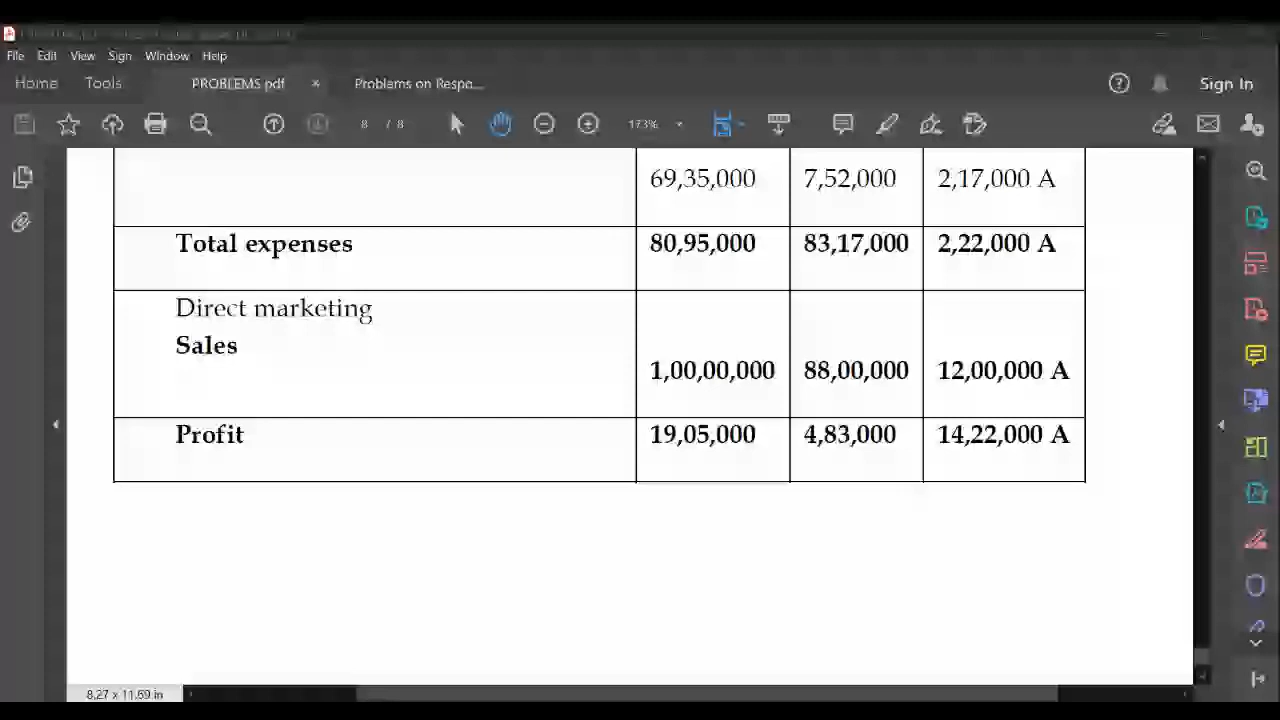 File Edit View Sign Window Help
Home Tools PROBLEMS.pdf × Problems on Respo... Sign In
8 / 8 173%
69,35,000 7,52,000 2,17,000 A
Total expenses 80,95,000 83,17,000 2,22,000 A
Direct marketing
Sales
1,00,00,000 88,00,000 12,00,000 A
Profit 19,05,000 4,83,000 14,22,000 A
8.27 x 11.69 in